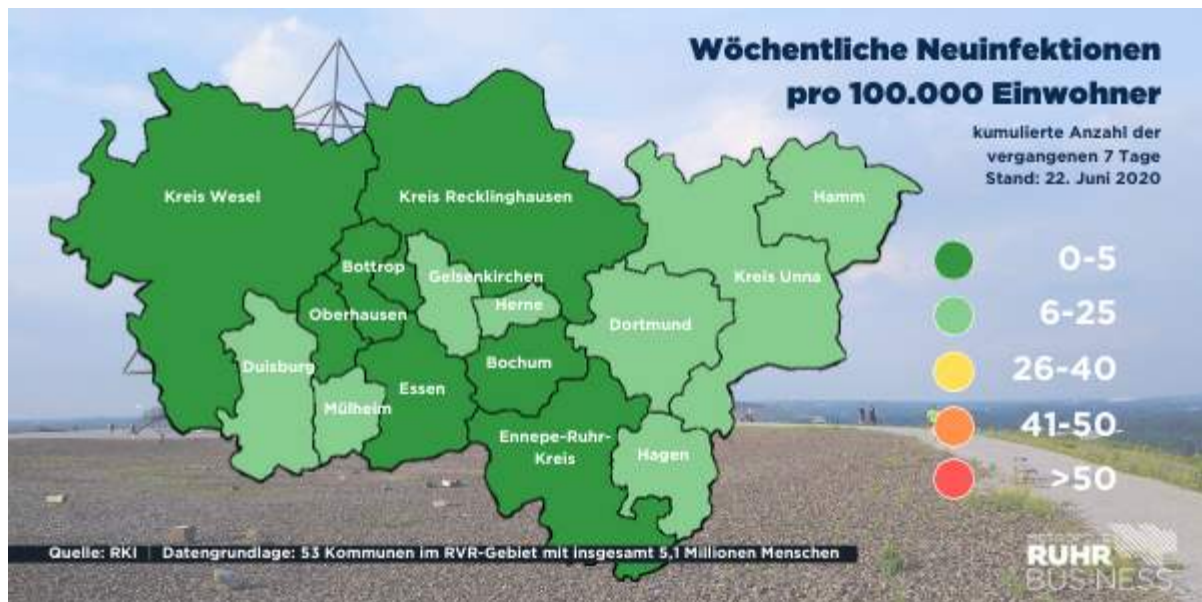 Wöchentliche Neuinfektionen
pro 100.000 Einwohner
kumulierte Anzahl der
vergangenen 7 Tage
Stand: 22. Juni 2020
Kreis Wesel
Kreis Recklinghausen
Hamm
Bottrop
Gelsenkirchen
Kreis Unna
Herne
Oberhausen
Dortmund
Duisburg
Bochum
Essen
Mülheim
Ennepe-Ruhr-
Kreis
Hagen
0-5
6-25
26-40
41-50
>50
Quelle: RKI | Datengrundlage: 53 Kommunen im RVR-Gebiet mit insgesamt 5,1 Millionen Menschen
RUHR
BUSINESS